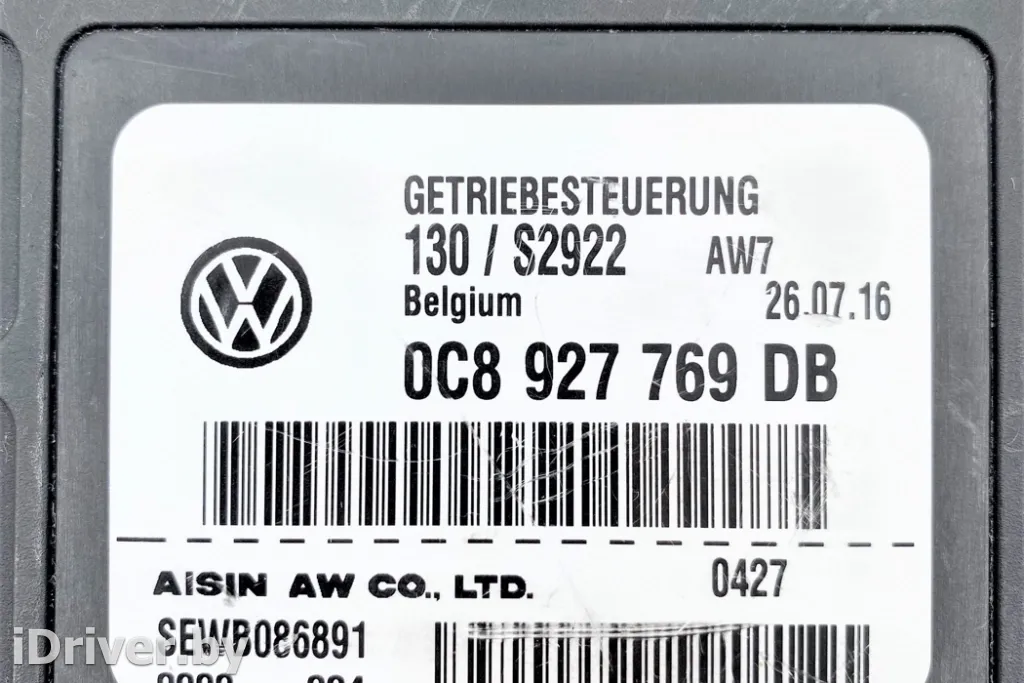 GETRIEBESTEUERUNG
130 / S2922 AW7
Belgium 26.07.16
0C8 927 769 DB
AISIN AW CO., LTD. 0427
SEWB086891
iDriver.by